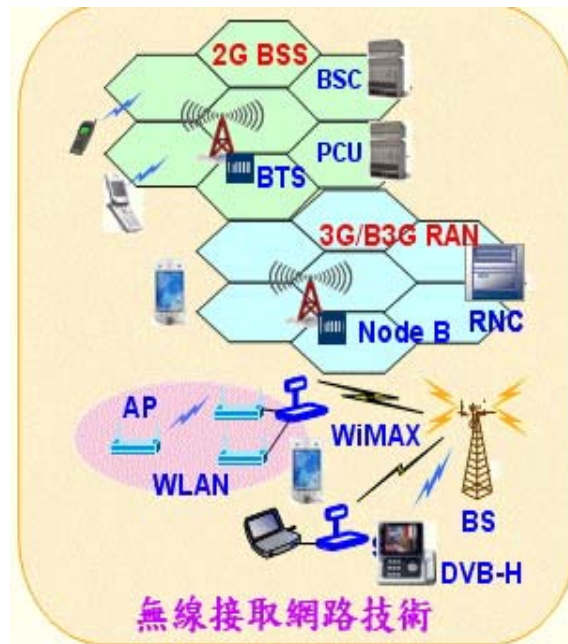 2G BSS
BSC
PCU
BTS
3G/B3G RAN
Node B
RNC
AP
WLAN
WiMAX
BS
DVB-H
無線接取網路技術